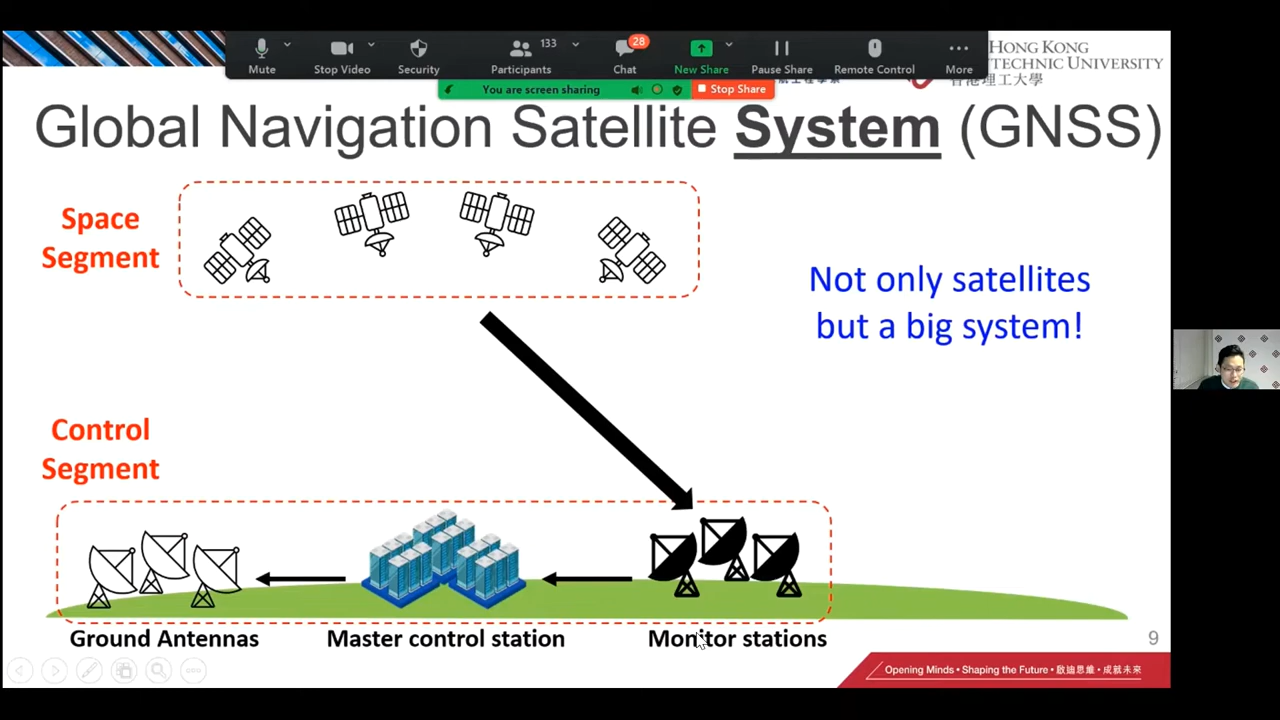 Mute
Stop Video
Security
Participants
133
28
Chat
New Share
Pause Share
Remote Control
More
HONG KONG
TECHNIC UNIVERSITY
香港理工大學
You are screen sharing
Stop Share
Global Navigation Satellite System (GNSS)
Space
Segment
Not only satellites
but a big system!
Control
Segment
Ground Antennas
Master control station
Monitor stations
9
Opening Minds • Shaping the Future • 啟迪思維 • 成就未來